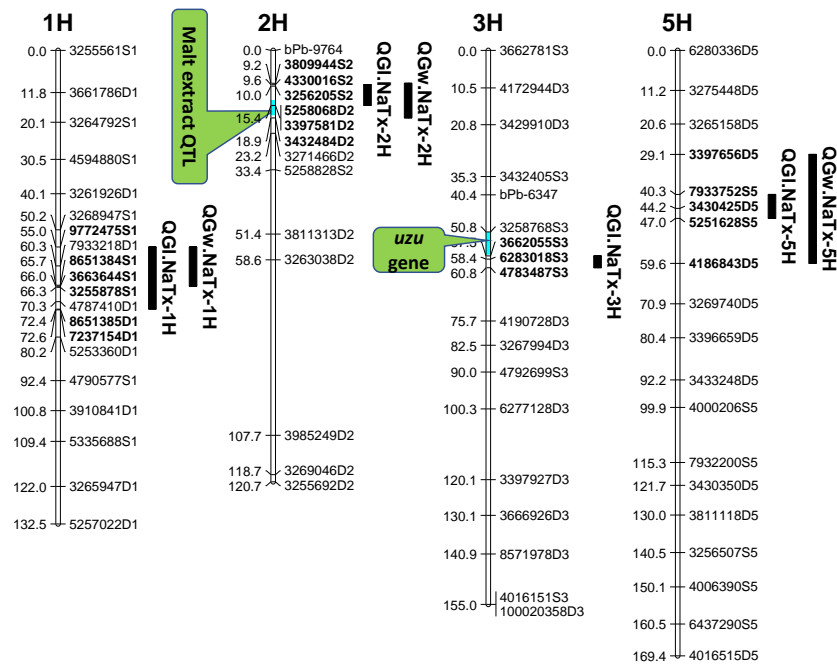 1H
0.0 3255561S1
11.8 3661786D1
20.1 3264792S1
30.5 4594880S1
40.1 3261926D1
50.2 3268947S1
55.0 9772475S1
60.3 7933218D1
65.7 8651384S1
66.0 3663644S1
66.3 3255878S1
70.3 4787410D1
72.4 8651385D1
72.6 7237154D1
80.2 5253360D1
92.4 4790577S1
100.8 3910841D1
109.4 5335688S1
122.0 3265947D1
132.5 5257022D1
QGl.NaTx-1H
QGw.NaTx-1H
Malt extract QTL
2H
0.0 bPb-9764
9.2 3809944S2
9.6 4330016S2
10.0 3256205S2
5258068D2
15.4 3397581D2
18.9 3432484D2
23.2 3271466D2
33.4 5258828S2
51.4 3811313D2
58.6 3263038D2
107.7 3985249D2
118.7 3269046D2
120.7 3255692D2
QGl.NaTx-2H
QGw.NaTx-2H
uzu
gene
3H
0.0 3662781S3
10.5 4172944D3
20.8 3429910D3
35.3 3432405S3
40.4 bPb-6347
50.8 3258768S3
3662055S3
58.4 6283018S3
60.8 4783487S3
75.7 4190728D3
82.5 3267994D3
90.0 4792699S3
100.3 6277128D3
120.1 3397927D3
130.1 3666926D3
140.9 8571978D3
155.0 4016151S3
100020358D3
QGl.NaTx-3H
5H
0.0 6280336D5
11.2 3275448D5
20.6 3265158D5
29.1 3397656D5
40.3 7933752S5
44.2 3430425D5
47.0 5251628S5
59.6 4186843D5
70.9 3269740D5
80.4 3396659D5
92.2 3433248D5
99.9 4000206S5
115.3 7932200S5
121.7 3430350D5
130.0 3811118D5
140.5 3256507S5
150.1 4006390S5
160.5 6437290S5
169.4 4016515D5
QGl.NaTx-5H
QGw.NaTx-5H